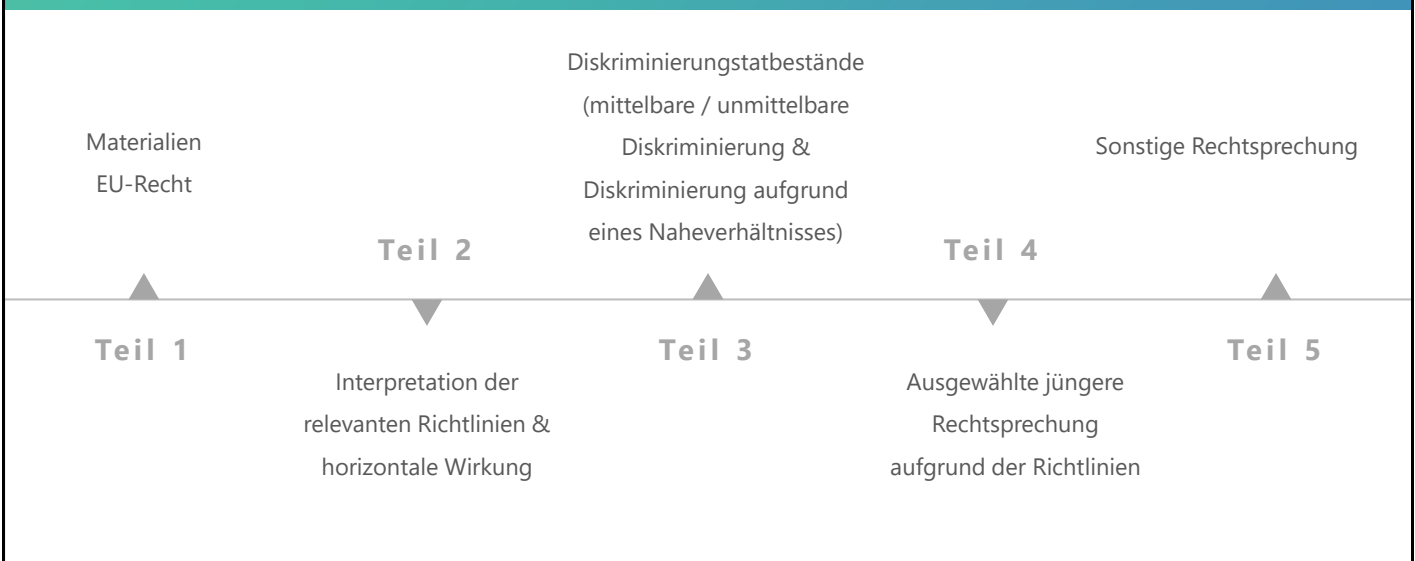 Materialien
EU-Recht
Teil 1
Teil 2
Interpretation der
relevanten Richtlinien &
horizontale Wirkung
Diskriminierungstatbestände
(mittelbare / unmittelbare
Diskriminierung &
Diskriminierung aufgrund
eines Naheverhältnisses)
Teil 3
Teil 4
Ausgewählte jüngere
Rechtsprechung
aufgrund der Richtlinien
Sonstige Rechtsprechung
Teil 5